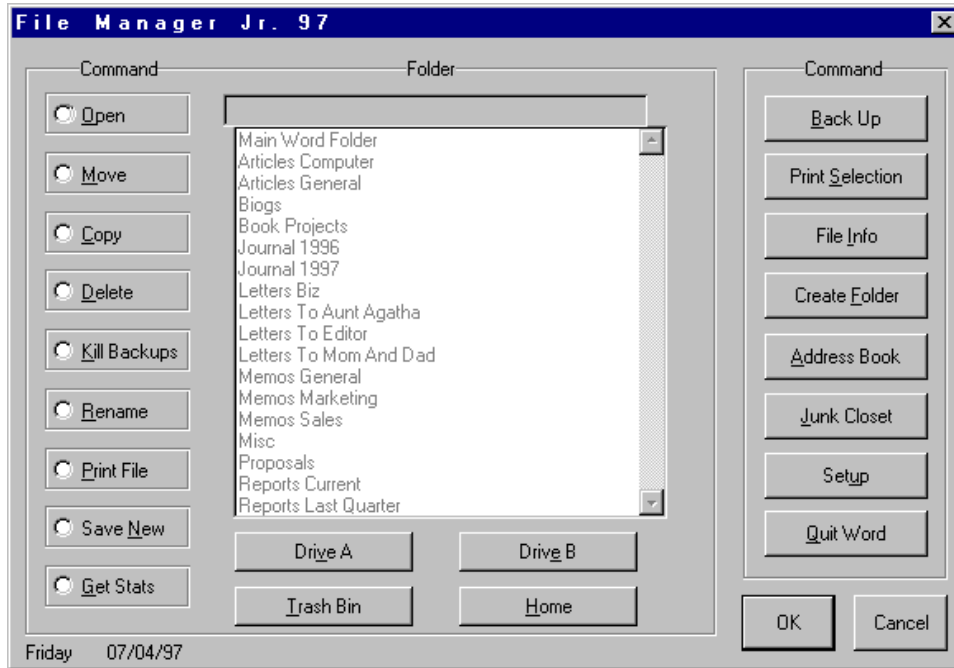 File Manager Jr. 97
Command
Open
Move
Copy
Delete
Kill Backups
Rename
Print File
Save New
Get Stats
Folder
Main Word Folder
Articles Computer
Articles General
Biogs
Book Projects
Journal 1996
Journal 1997
Letters Biz
Letters To Aunt Agatha
Letters To Editor
Letters To Mom And Dad
Memos General
Memos Marketing
Memos Sales
Misc
Proposals
Reports Current
Reports Last Quarter
Drive A
Drive B
Trash Bin
Home
Command
Back Up
Print Selection
File Info
Create Folder
Address Book
Junk Closet
Setup
Quit Word
OK
Cancel
Friday 07/04/97